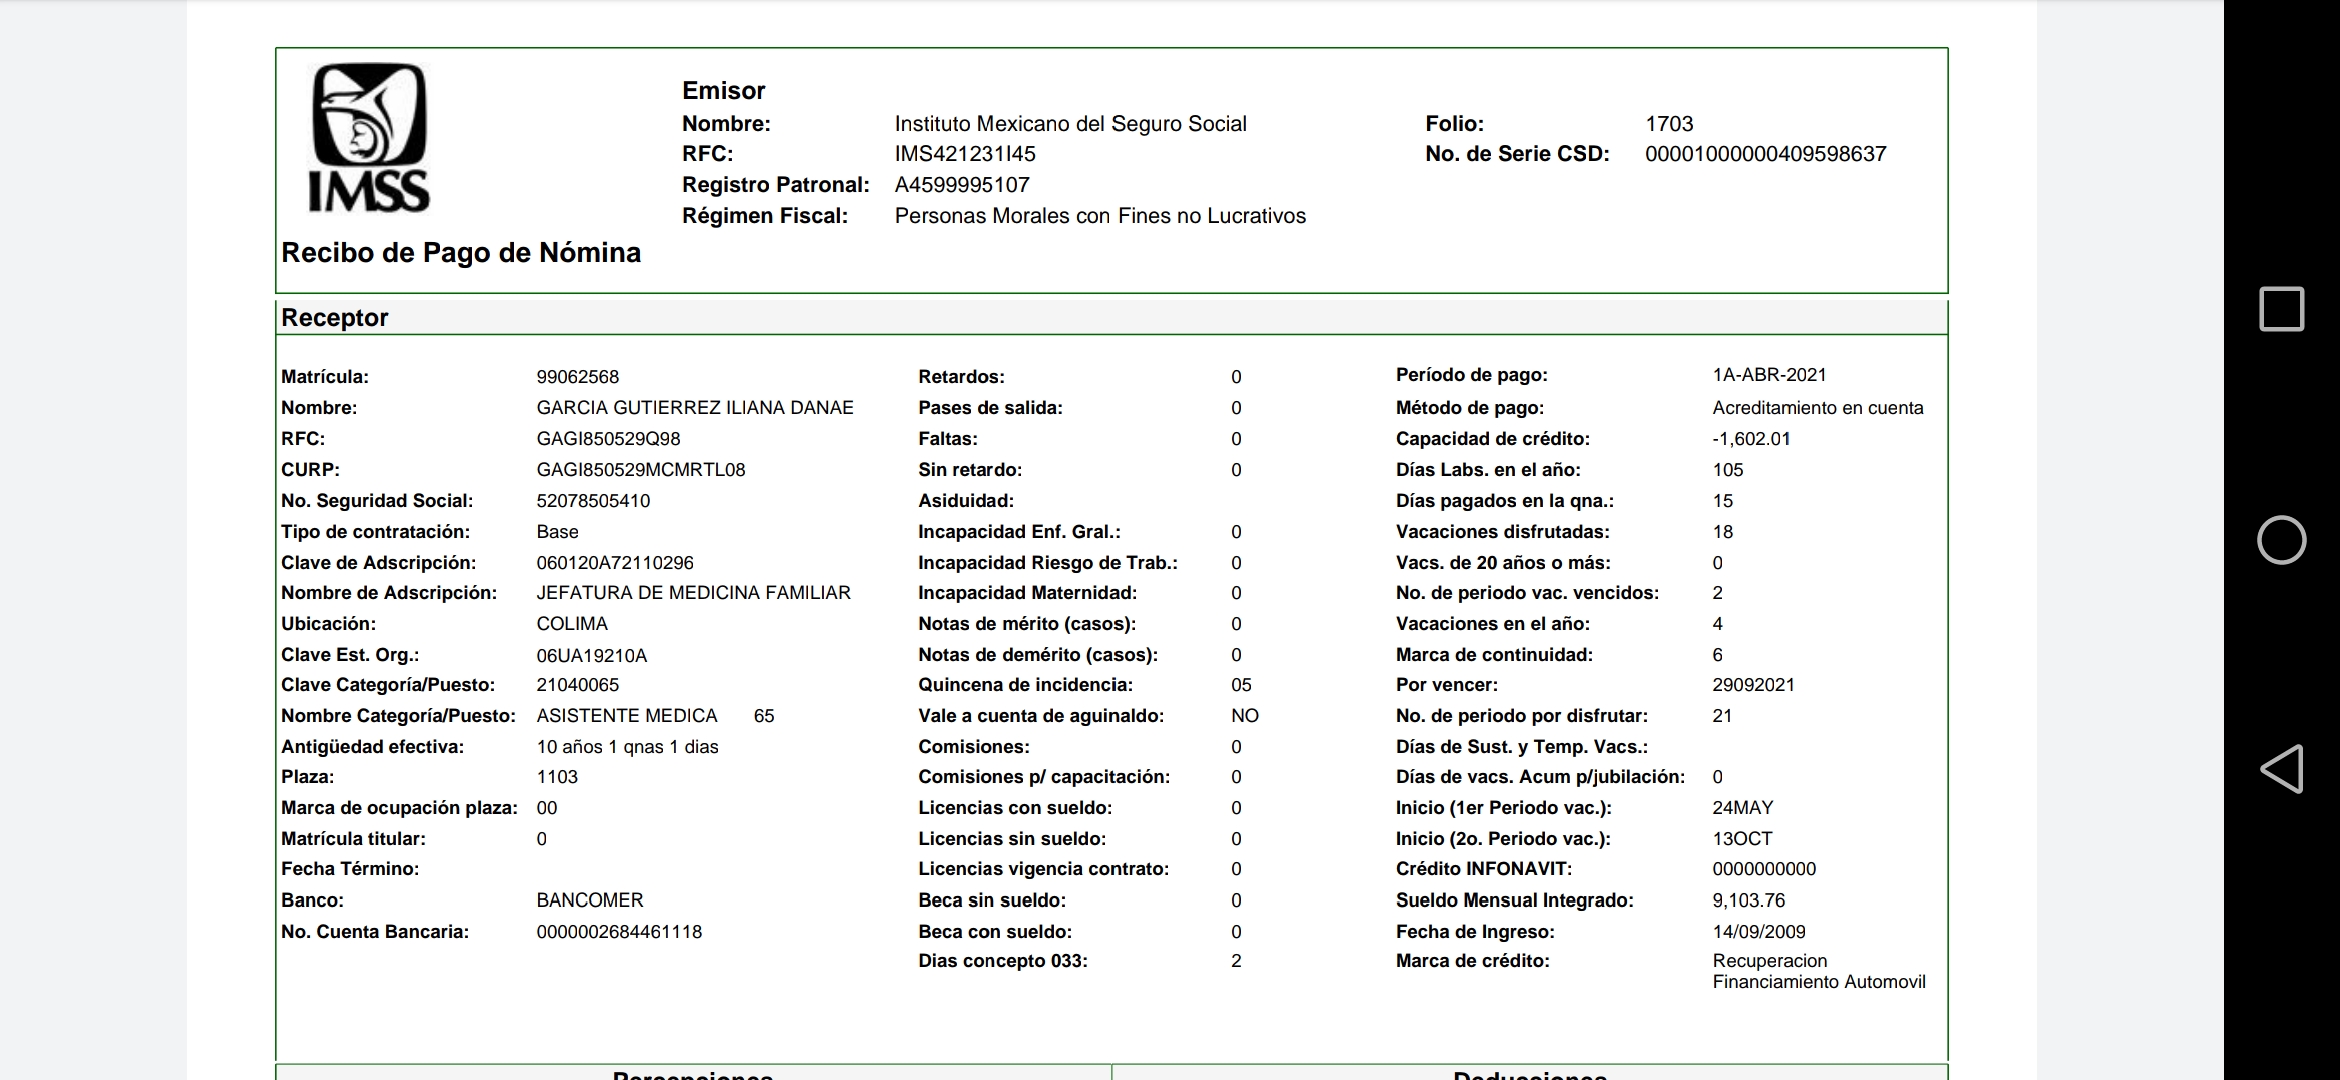 IMSS
Recibo de Pago de Nómina
Emisor
Nombre: Instituto Mexicano del Seguro Social
RFC: IMS421231I45
Registro Patronal: A4599995107
Régimen Fiscal: Personas Morales con Fines no Lucrativos
Folio: 1703
No. de Serie CSD: 00001000000409598637
Receptor
Matrícula: 99062568
Nombre: GARCIA GUTIERREZ ILIANA DANAE
RFC: GAGI850529Q98
CURP: GAGI850529MCMRTL08
No. Seguridad Social: 52078505410
Tipo de contratación: Base
Clave de Adscripción: 060120A72110296
Nombre de Adscripción: JEFATURA DE MEDICINA FAMILIAR
Ubicación: COLIMA
Clave Est. Org.: 06UA19210A
Clave Categoría/Puesto: 21040065
Nombre Categoría/Puesto: ASISTENTE MEDICA 65
Antigüedad efectiva: 10 años 1 qnas 1 dias
Plaza: 1103
Marca de ocupación plaza: 00
Matrícula titular: 0
Fecha Término:
Banco: BANCOMER
No. Cuenta Bancaria: 0000002684461118
Retardos: 0
Pases de salida: 0
Faltas: 0
Sin retardo: 0
Asiduidad:
Incapacidad Enf. Gral.: 0
Incapacidad Riesgo de Trab.: 0
Incapacidad Maternidad: 0
Notas de mérito (casos): 0
Notas de demérito (casos): 0
Quincena de incidencia: 05
Vale a cuenta de aguinaldo: NO
Comisiones: 0
Comisiones p/ capacitación: 0
Licencias con sueldo: 0
Licencias sin sueldo: 0
Licencias vigencia contrato: 0
Beca sin sueldo: 0
Beca con sueldo: 0
Dias concepto 033: 2
Período de pago: 1A-ABR-2021
Método de pago: Acreditamiento en cuenta
Capacidad de crédito: -1,602.01
Días Labs. en el año: 105
Días pagados en la qna.: 15
Vacaciones disfrutadas: 18
Vacs. de 20 años o más: 0
No. de periodo vac. vencidos: 2
Vacaciones en el año: 4
Marca de continuidad: 6
Por vencer: 29092021
No. de periodo por disfrutar: 21
Días de Sust. y Temp. Vacs.:
Días de vacs. Acum p/jubilación: 0
Inicio (1er Periodo vac.): 24MAY
Inicio (2o. Periodo vac.): 13OCT
Crédito INFONAVIT: 0000000000
Sueldo Mensual Integrado: 9,103.76
Fecha de Ingreso: 14/09/2009
Marca de crédito: Recuperacion
Financiamiento Automovil
Percepciones
Deducciones